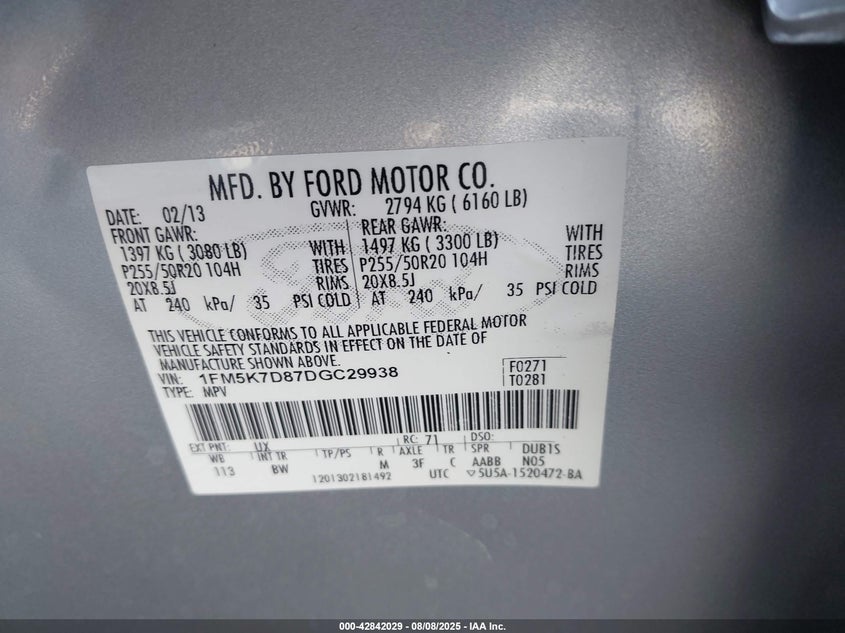 MFD. BY FORD MOTOR CO.
DATE: 02/13 GVWR: 2794 KG ( 6160 LB)
FRONT GAWR: REAR GAWR:
1397 KG ( 3080 LB) WITH 1497 KG ( 3300 LB) WITH
P255/50R20 104H TIRES P255/50R20 104H TIRES
20X8.5J RIMS 20X8.5J RIMS
AT 240 kPa/ 35 PSI COLD AT 240 kPa/ 35 PSI COLD
THIS VEHICLE CONFORMS TO ALL APPLICABLE FEDERAL MOTOR
VEHICLE SAFETY STANDARDS IN EFFECT ON THE DATE OF
MANUFACTURE SHOWN ABOVE.
VIN: 1FM5K7D87DGC29938 F0271
TYPE: MPV T0281
EXT PNT: UX RC: 71 DSO:
WB INT TR TP/PS R AXLE TR SPR DUB1S
113 BW M 3F C AABB N05
1201302181492 UTC ▽5U5A-1520472-BA
000-42842029 - 08/08/2025 - IAA Inc.